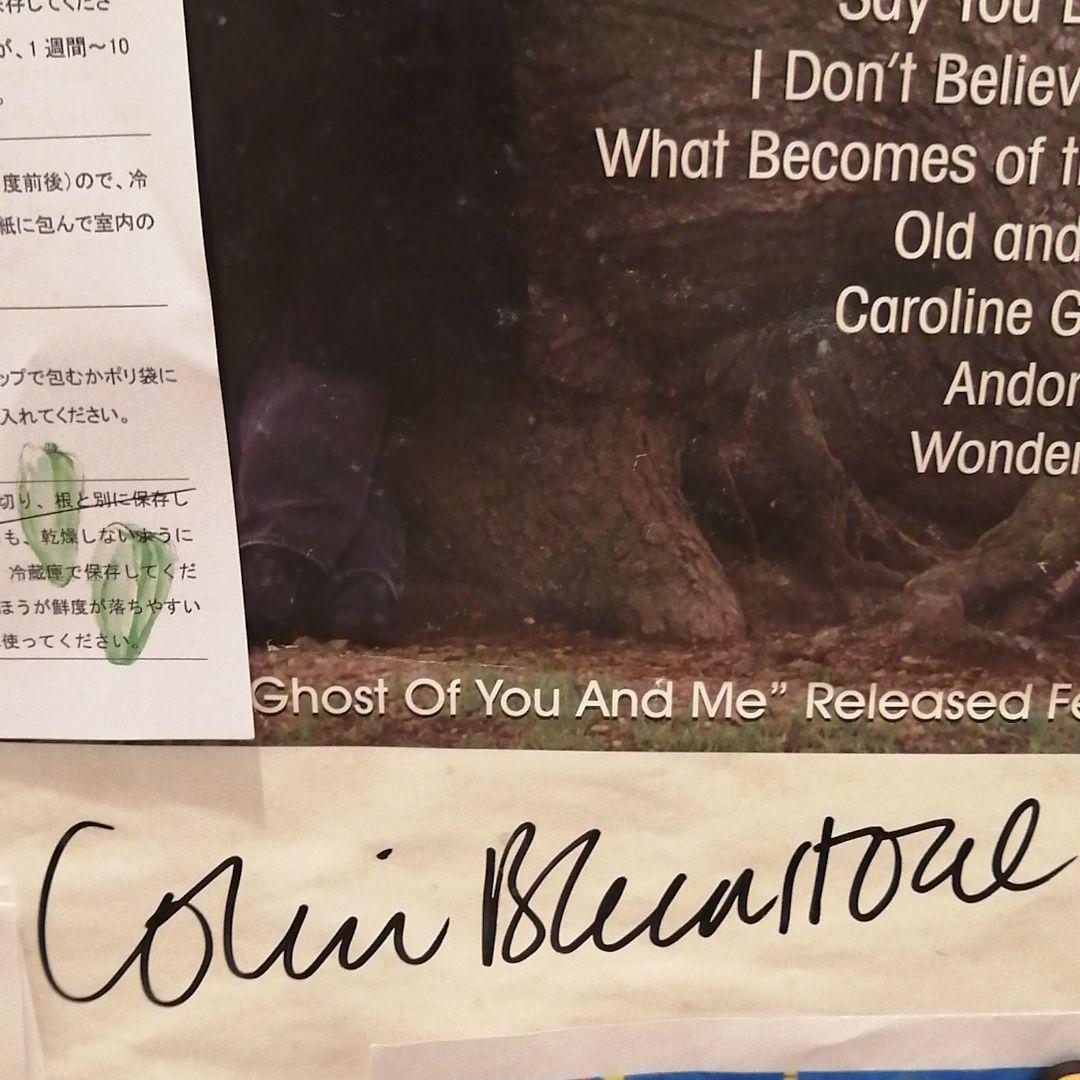 保存してくださ
が、1週間～10
。
度前後)ので、冷
紙に包んで室内の
ップで包むかポリ袋に
入れてください。
切り、根と別に保存し
も、乾燥しないように
冷蔵庫で保存してくだ
ほうが鮮度が落ちやすい
使ってください。
Say You
I Don't Believ
What Becomes of
Old and
Caroline G
Andor
Wonder
Ghost Of You And Me" Released Fe
Colin Blunstone